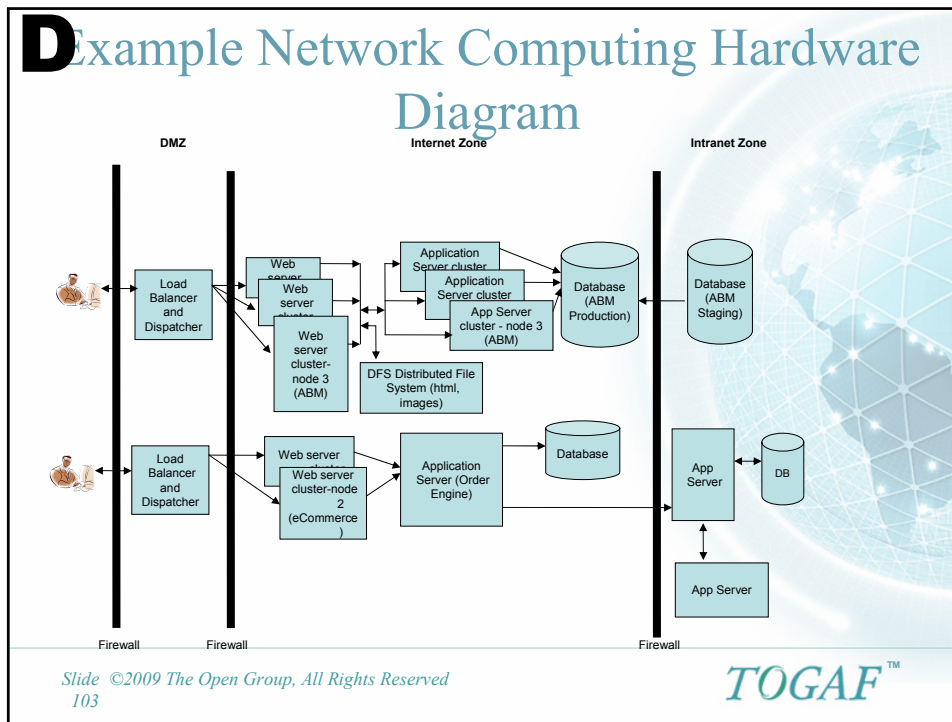 D
Example Network Computing Hardware
Diagram
DMZ
Internet Zone
Intranet Zone
Load
Balancer
and
Dispatcher
Web
server
Web
server
cluster
Web
server
cluster-
node 3
(ABM)
Application
Server cluster
Application
Server cluster
App Server
cluster - node 3
(ABM)
DFS Distributed File
System (html,
images)
Database
(ABM
Production)
Database
(ABM
Staging)
Load
Balancer
and
Dispatcher
Web server
cluster
Web server
cluster-node
2
(eCommerce
)
Application
Server (Order
Engine)
Database
App
Server
DB
App Server
Firewall
Firewall
Firewall
Slide ©2009 The Open Group, All Rights Reserved
103
TOGAF™